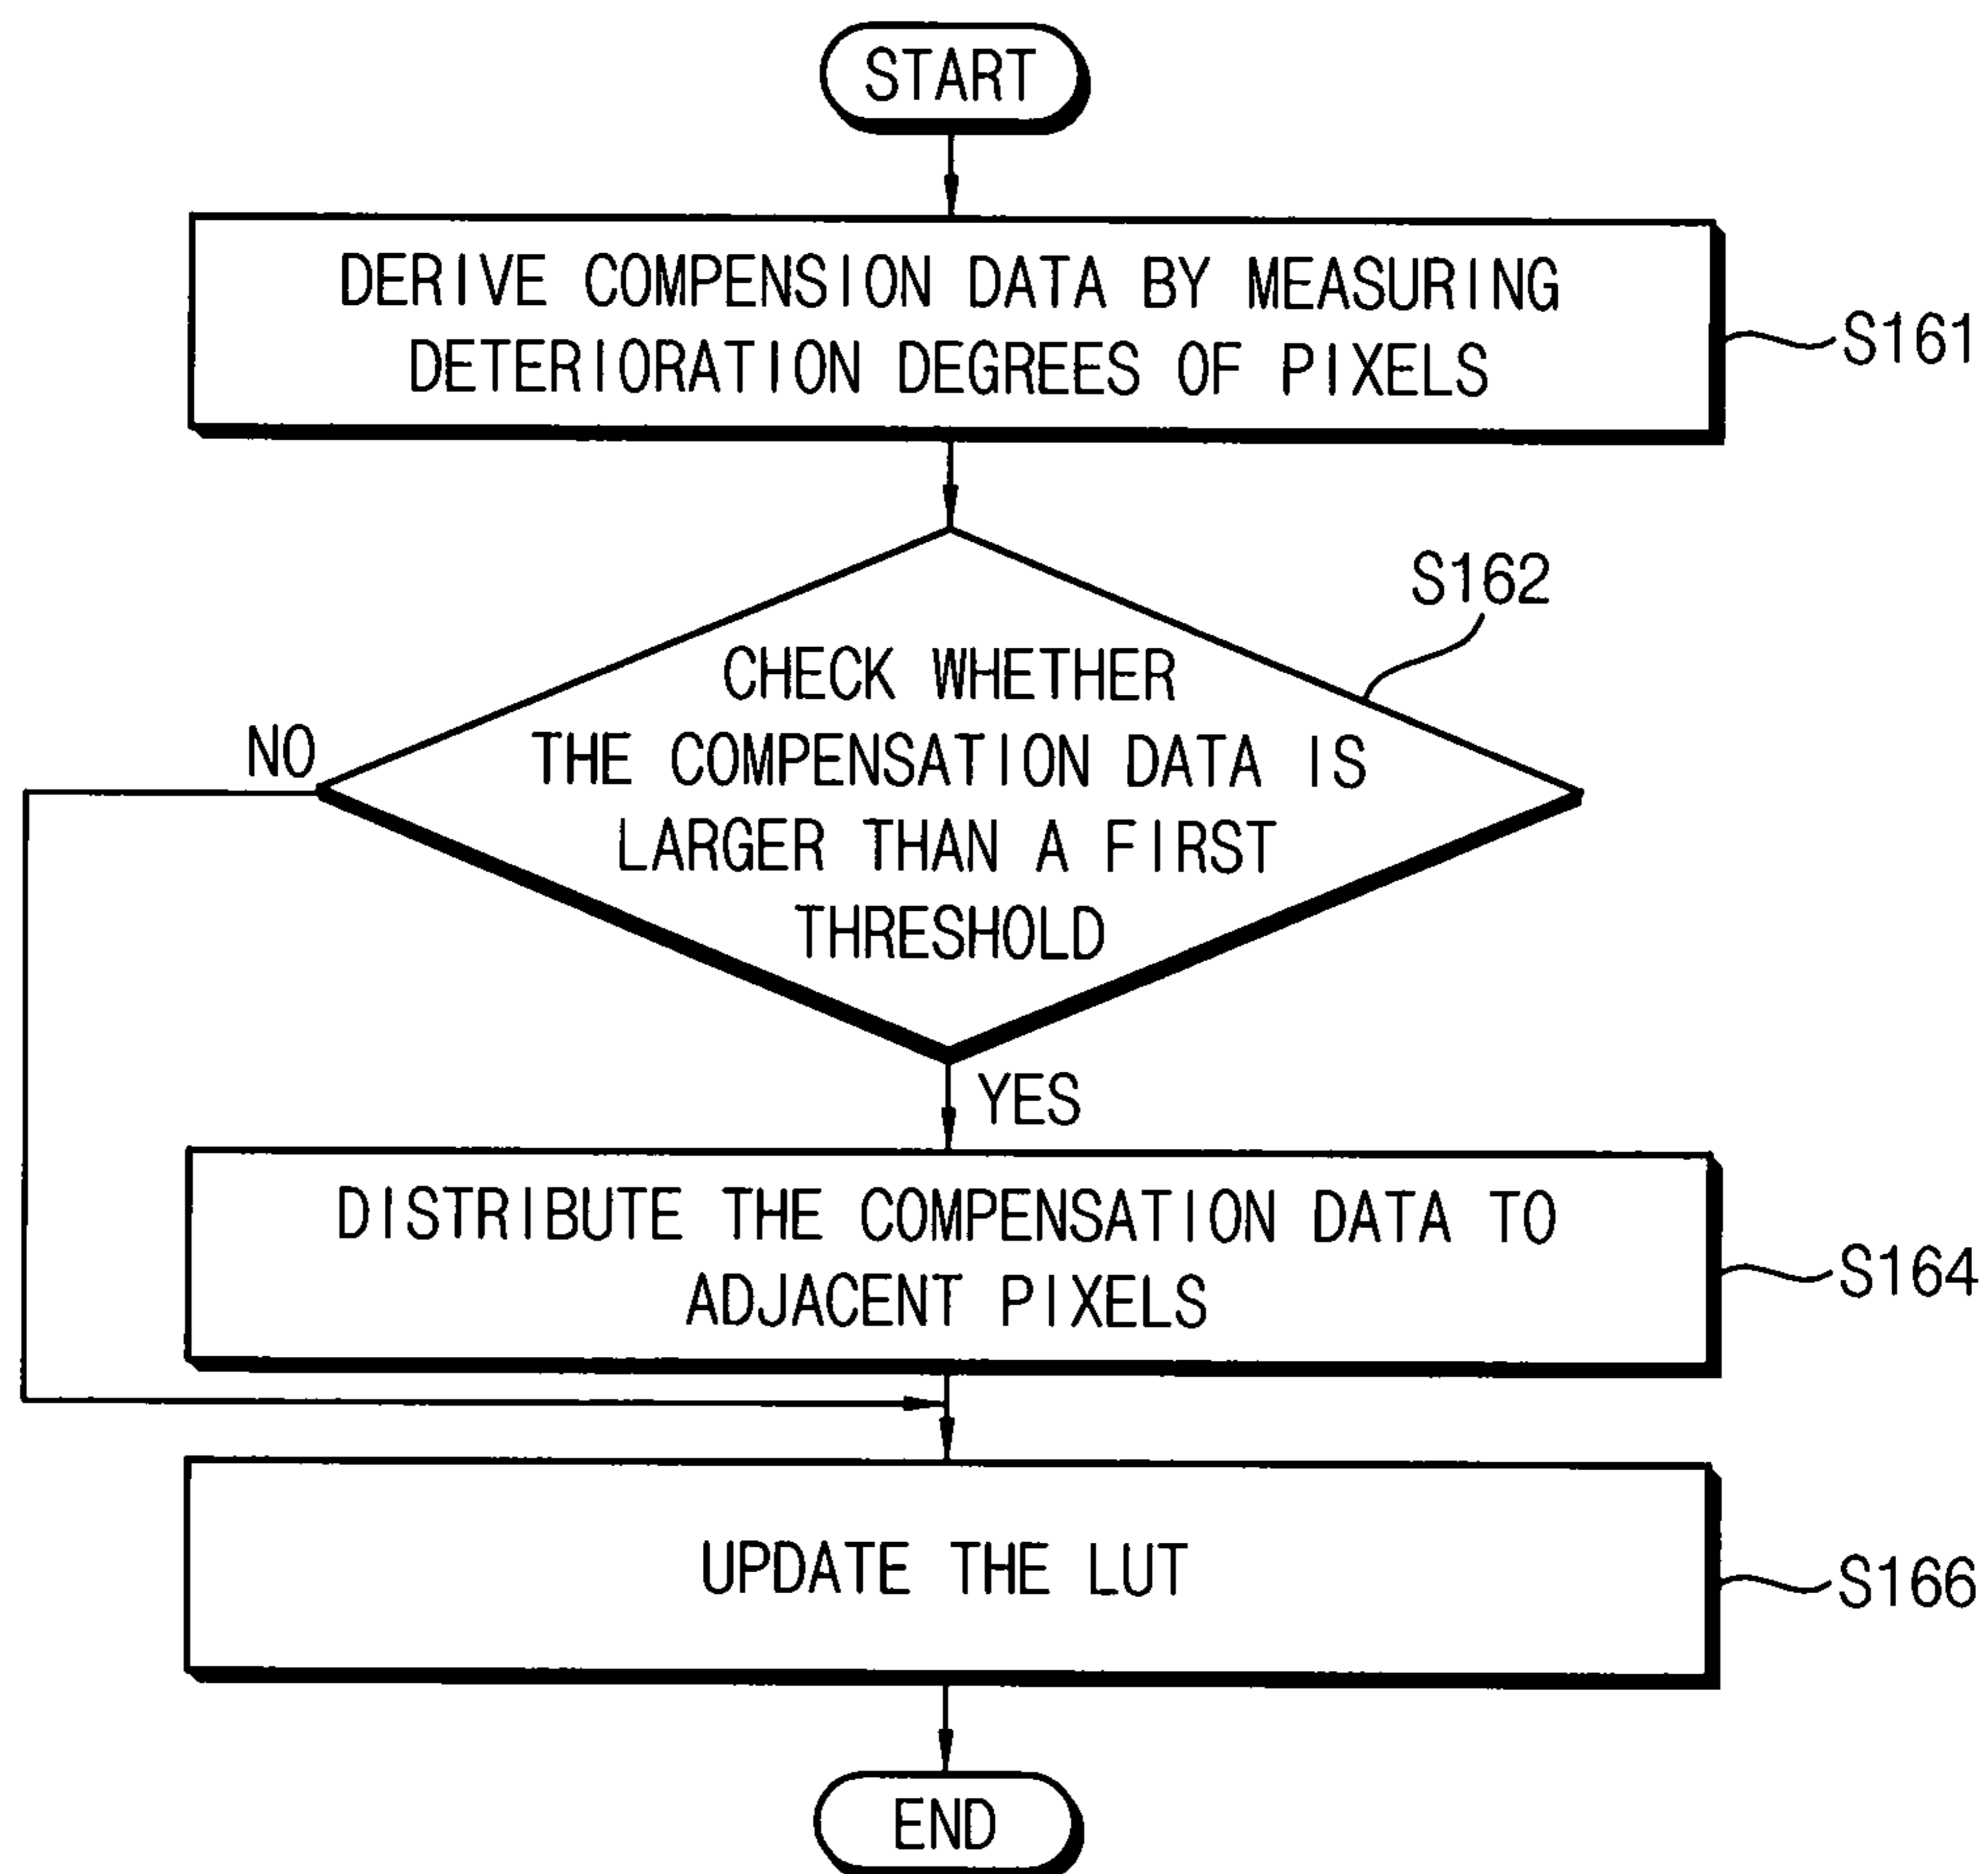 START
DERIVE COMPENSION DATA BY MEASURING
DETERIORATION DEGREES OF PIXELS
S161
S162
CHECK WHETHER
THE COMPENSATION DATA IS
LARGER THAN A FIRST
THRESHOLD
NO
YES
DISTRIBUTE THE COMPENSATION DATA TO
ADJACENT PIXELS
S164
UPDATE THE LUT
S166
END